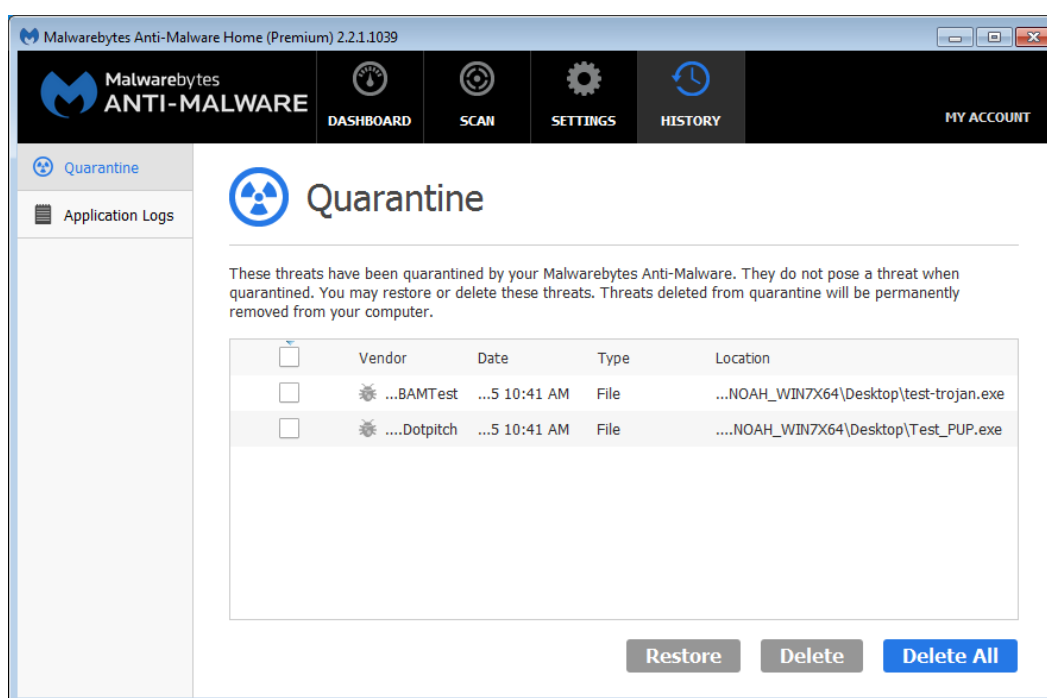 Malwarebytes Anti-Malware Home (Premium) 2.2.1.1039
Malwarebytes
ANTI-MALWARE
DASHBOARD
SCAN
SETTINGS
HISTORY
MY ACCOUNT
Quarantine
Application Logs
Quarantine
These threats have been quarantined by your Malwarebytes Anti-Malware. They do not pose a threat when
quarantined. You may restore or delete these threats. Threats deleted from quarantine will be permanently
removed from your computer.
Vendor Date Type Location
...BAMTest ...5 10:41 AM File ...NOAH_WIN7X64\Desktop\test-trojan.exe
....Dotpitch ...5 10:41 AM File ....NOAH_WIN7X64\Desktop\Test_PUP.exe
Restore Delete Delete All